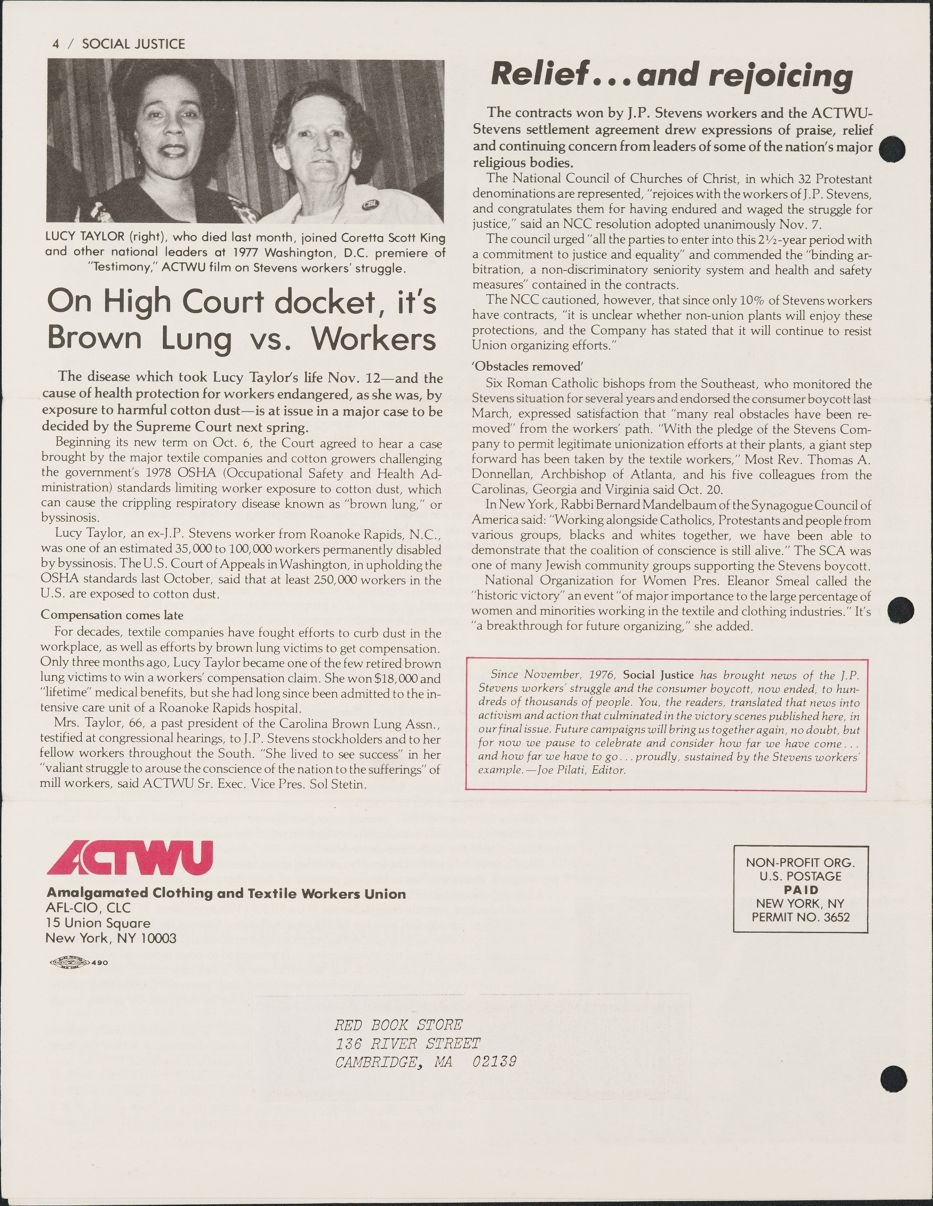 4 / SOCIAL JUSTICE
LUCY TAYLOR (right), who died last month, joined Coretta Scott King
and other national leaders at 1977 Washington, D.C. premiere of
"Testimony," ACTWU film on Stevens workers' struggle.
On High Court docket, it's
Brown Lung vs. Workers
The disease which took Lucy Taylor's life Nov. 12—and the
cause of health protection for workers endangered, as she was, by
exposure to harmful cotton dust—is at issue in a major case to be
decided by the Supreme Court next spring.
Beginning its new term on Oct. 6, the Court agreed to hear a case
brought by the major textile companies and cotton growers challenging
the government's 1978 OSHA (Occupational Safety and Health Ad-
ministration) standards limiting worker exposure to cotton dust, which
can cause the crippling respiratory disease known as "brown lung," or
byssinosis.
Lucy Taylor, an ex-J.P. Stevens worker from Roanoke Rapids, N.C.,
was one of an estimated 35,000 to 100,000 workers permanently disabled
by byssinosis. The U.S. Court of Appeals in Washington, in upholding the
OSHA standards last October, said that at least 250,000 workers in the
U.S. are exposed to cotton dust.
Compensation comes late
For decades, textile companies have fought efforts to curb dust in the
workplace, as well as efforts by brown lung victims to get compensation.
Only three months ago, Lucy Taylor became one of the few retired brown
lung victims to win a workers' compensation claim. She won $18,000 and
"lifetime" medical benefits, but she had long since been admitted to the in-
tensive care unit of a Roanoke Rapids hospital.
Mrs. Taylor, 66, a past president of the Carolina Brown Lung Assn.,
testified at congressional hearings, to J.P. Stevens stockholders and to her
fellow workers throughout the South. "She lived to see success" in her
"valiant struggle to arouse the conscience of the nation to the sufferings" of
mill workers, said ACTWU Sr. Exec. Vice Pres. Sol Stetin.
Relief...and rejoicing
The contracts won by J.P. Stevens workers and the ACTWU-
Stevens settlement agreement drew expressions of praise, relief
and continuing concern from leaders of some of the nation's major
religious bodies.
The National Council of Churches of Christ, in which 32 Protestant
denominations are represented, "rejoices with the workers of J.P. Stevens,
and congratulates them for having endured and waged the struggle for
justice," said an NCC resolution adopted unanimously Nov. 7.
The council urged "all the parties to enter into this 2½-year period with
a commitment to justice and equality" and commended the "binding ar-
bitration, a non-discriminatory seniority system and health and safety
measures" contained in the contracts.
The NCC cautioned, however, that since only 10% of Stevens workers
have contracts, "it is unclear whether non-union plants will enjoy these
protections, and the Company has stated that it will continue to resist
Union organizing efforts."
'Obstacles removed'
Six Roman Catholic bishops from the Southeast, who monitored the
Stevens situation for several years and endorsed the consumer boycott last
March, expressed satisfaction that "many real obstacles have been re-
moved" from the workers' path. "With the pledge of the Stevens Com-
pany to permit legitimate unionization efforts at their plants, a giant step
forward has been taken by the textile workers," Most Rev. Thomas A.
Donnellan, Archbishop of Atlanta, and his five colleagues from the
Carolinas, Georgia and Virginia said Oct. 20.
In New York, Rabbi Bernard Mandelbaum of the Synagogue Council of
America said: "Working alongside Catholics, Protestants and people from
various groups, blacks and whites together, we have been able to
demonstrate that the coalition of conscience is still alive." The SCA was
one of many Jewish community groups supporting the Stevens boycott.
National Organization for Women Pres. Eleanor Smeal called the
"historic victory" an event "of major importance to the large percentage of
women and minorities working in the textile and clothing industries." It's
"a breakthrough for future organizing," she added.
Since November, 1976, Social Justice has brought news of the J.P.
Stevens workers' struggle and the consumer boycott, now ended, to hun-
dreds of thousands of people. You, the readers, translated that news into
activism and action that culminated in the victory scenes published here, in
our final issue. Future campaigns will bring us together again, no doubt, but
for now we pause to celebrate and consider how far we have come...
and how far we have to go...proudly, sustained by the Stevens workers'
example.—Joe Pilati, Editor.
ACTWU
Amalgamated Clothing and Textile Workers Union
AFL-CIO, CLC
15 Union Square
New York, NY 10003
490
NON-PROFIT ORG.
U.S. POSTAGE
PAID
NEW YORK, NY
PERMIT NO. 3652
RED BOOK STORE
136 RIVER STREET
CAMBRIDGE, MA 02139